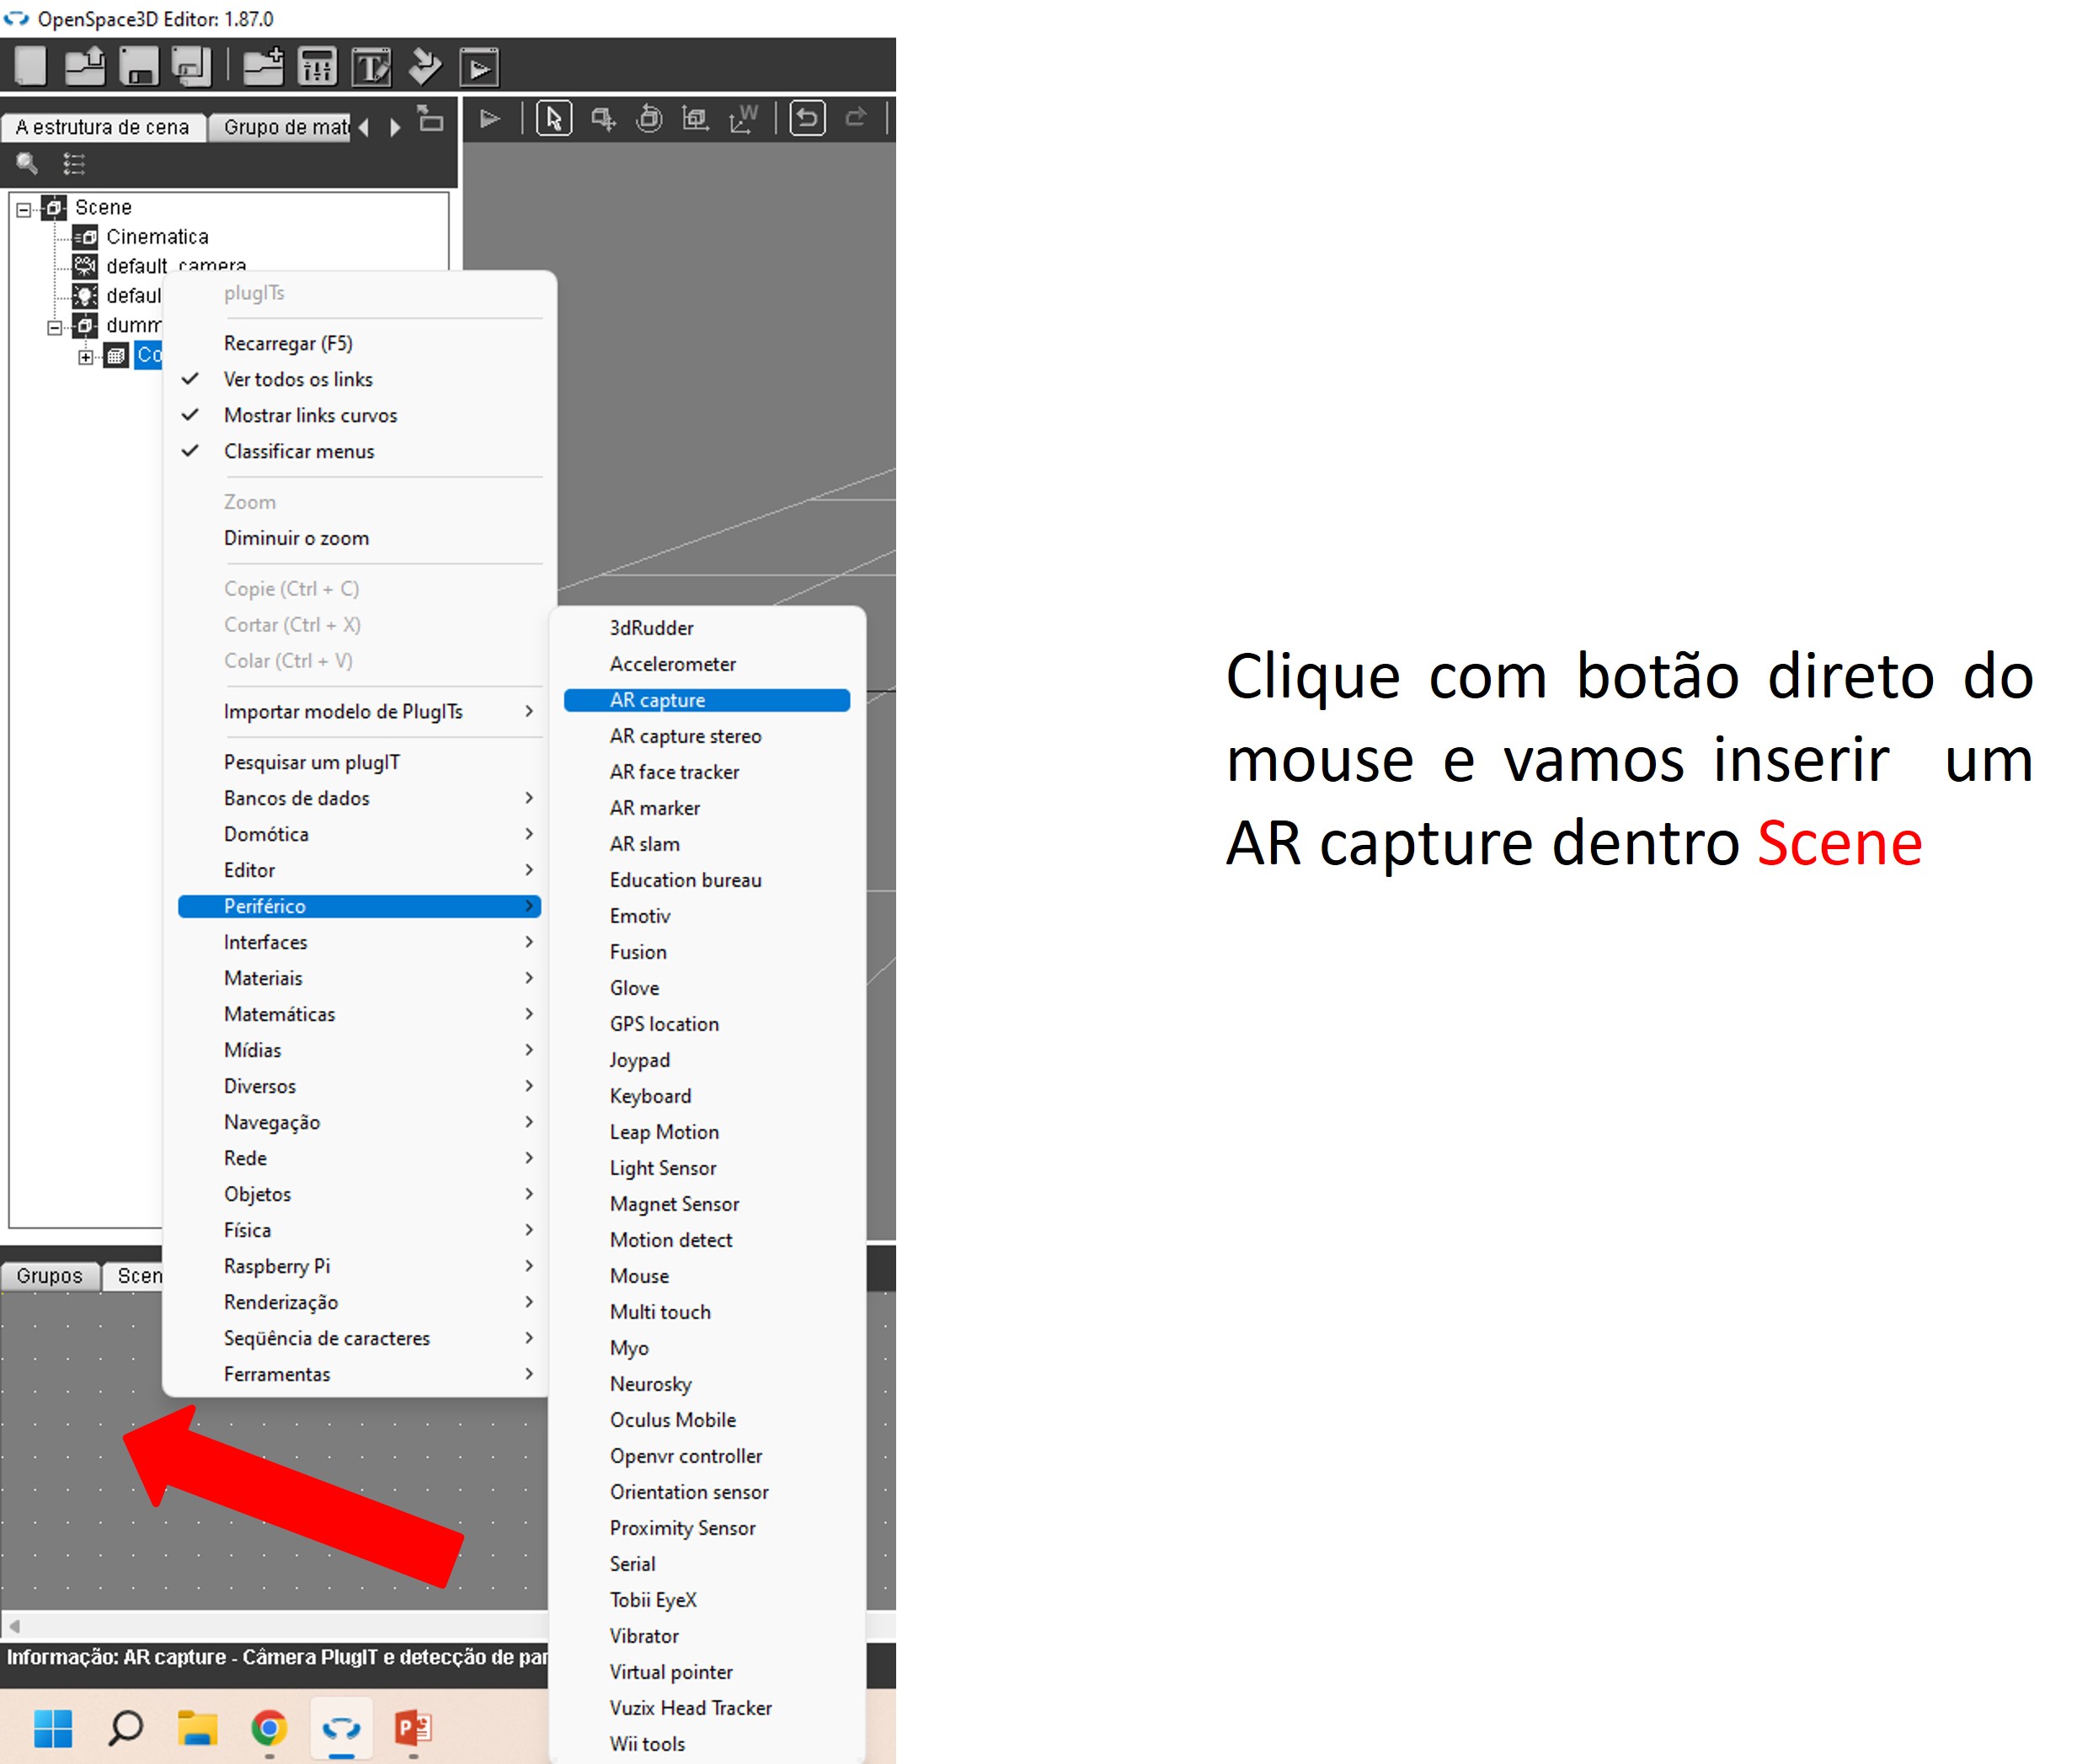 OpenSpace3D Editor: 1.87.0
A estrutura de cena
Grupo de mat
Scene
Cinematica
default_camera
defaul
dumm
Co
plugITs
Recarregar (F5)
Ver todos os links
Mostrar links curvos
Classificar menus
Zoom
Diminuir o zoom
Copie (Ctrl + C)
Cortar (Ctrl + X)
Colar (Ctrl + V)
Importar modelo de PlugITs
Pesquisar um plugIT
Bancos de dados
Domótica
Editor
Periférico
Interfaces
Materiais
Matemáticas
Mídias
Diversos
Navegação
Rede
Objetos
Física
Raspberry Pi
Renderização
Seqüência de caracteres
Ferramentas
3dRudder
Accelerometer
AR capture
AR capture stereo
AR face tracker
AR marker
AR slam
Education bureau
Emotiv
Fusion
Glove
GPS location
Joypad
Keyboard
Leap Motion
Light Sensor
Magnet Sensor
Motion detect
Mouse
Multi touch
Myo
Neurosky
Oculus Mobile
Openvr controller
Orientation sensor
Proximity Sensor
Serial
Tobii EyeX
Vibrator
Virtual pointer
Vuzix Head Tracker
Wii tools
Grupos
Scen
Informação: AR capture - Câmera PlugIT e detecção de par
Clique com botão direto do
mouse e vamos inserir um
AR capture dentro Scene